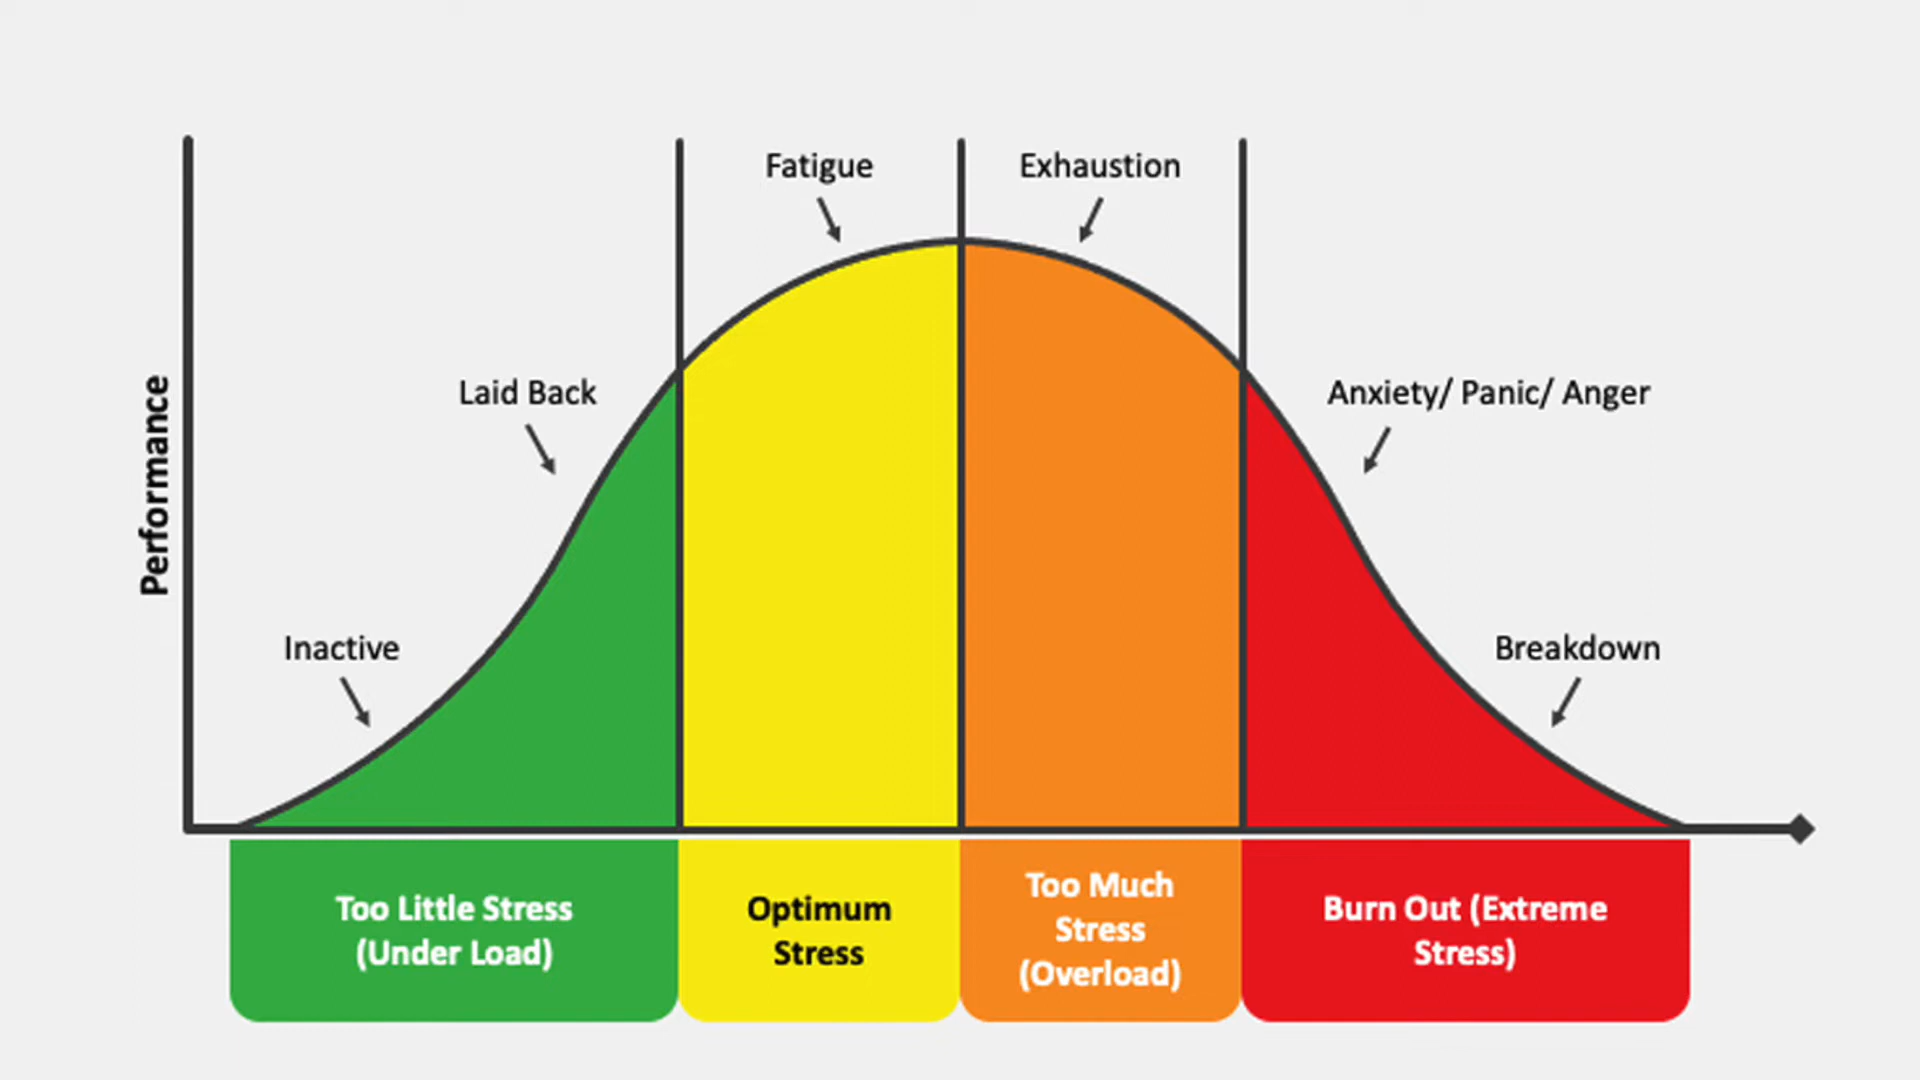 Fatigue
Exhaustion
Laid Back
Anxiety/ Panic/ Anger
Performance
Inactive
Breakdown
Too Little Stress
(Under Load)
Optimum
Stress
Too Much
Stress
(Overload)
Burn Out (Extreme
Stress)